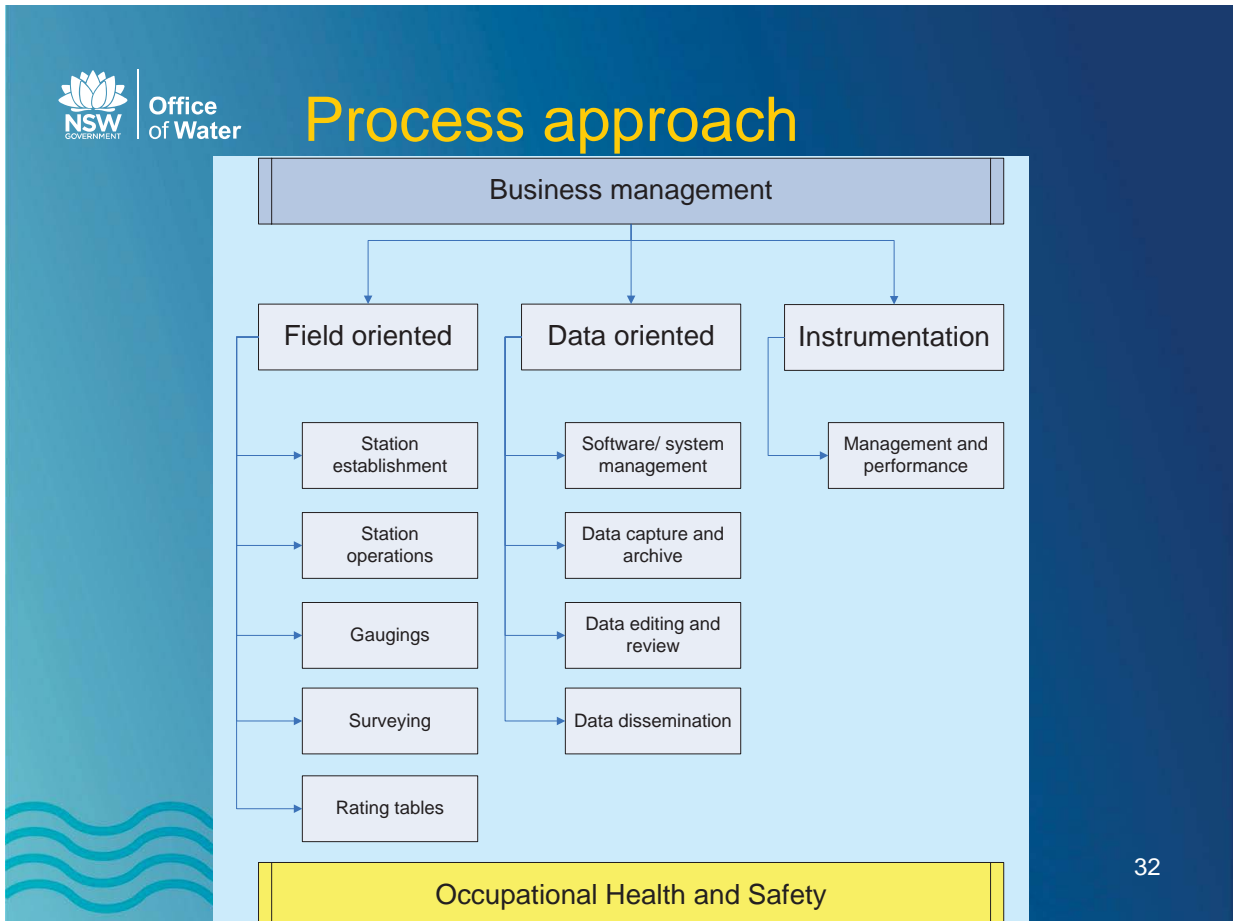 NSW
GOVERNMENT
Office
of Water
Process approach
Business management
Field oriented
Data oriented
Instrumentation
Station
establishment
Software/ system
management
Management and
performance
Station
operations
Data capture and
archive
Gaugings
Data editing and
review
Surveying
Data dissemination
Rating tables
Occupational Health and Safety
32